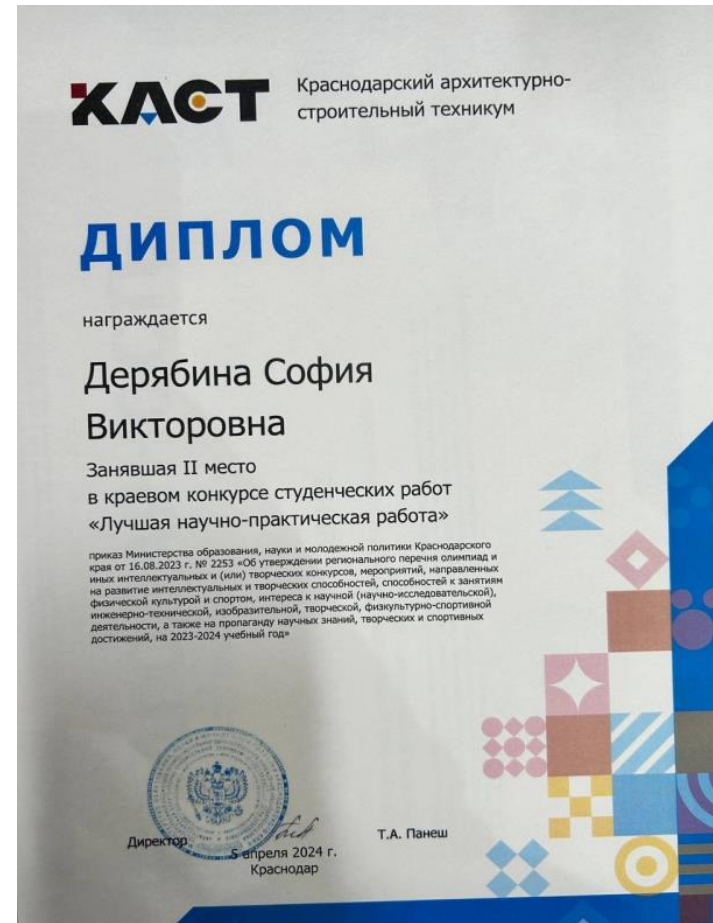 КАСТ
Краснодарский архитектурно-
строительный техникум
ДИПЛОМ
награждается
Дерябина София
Викторовна
Занявшая II место
в краевом конкурсе студенческих работ
«Лучшая научно-практическая работа»
приказ Министерства образования, науки и молодежной политики Краснодарского
края от 16.08.2023 г. № 2253 «Об утверждении регионального перечня олимпиад и
иных интеллектуальных и (или) творческих конкурсов, мероприятий, направленных
на развитие интеллектуальных и творческих способностей, способностей к занятиям
физической культурой и спортом, интереса к научной (научно-исследовательской),
инженерно-технической, изобразительной, творческой, физкультурно-спортивной
деятельности, а также на пропаганду научных знаний, творческих и спортивных
достижений, на 2023-2024 учебный год»
Директор
Т.А. Панеш
5 апреля 2024 г.
Краснодар